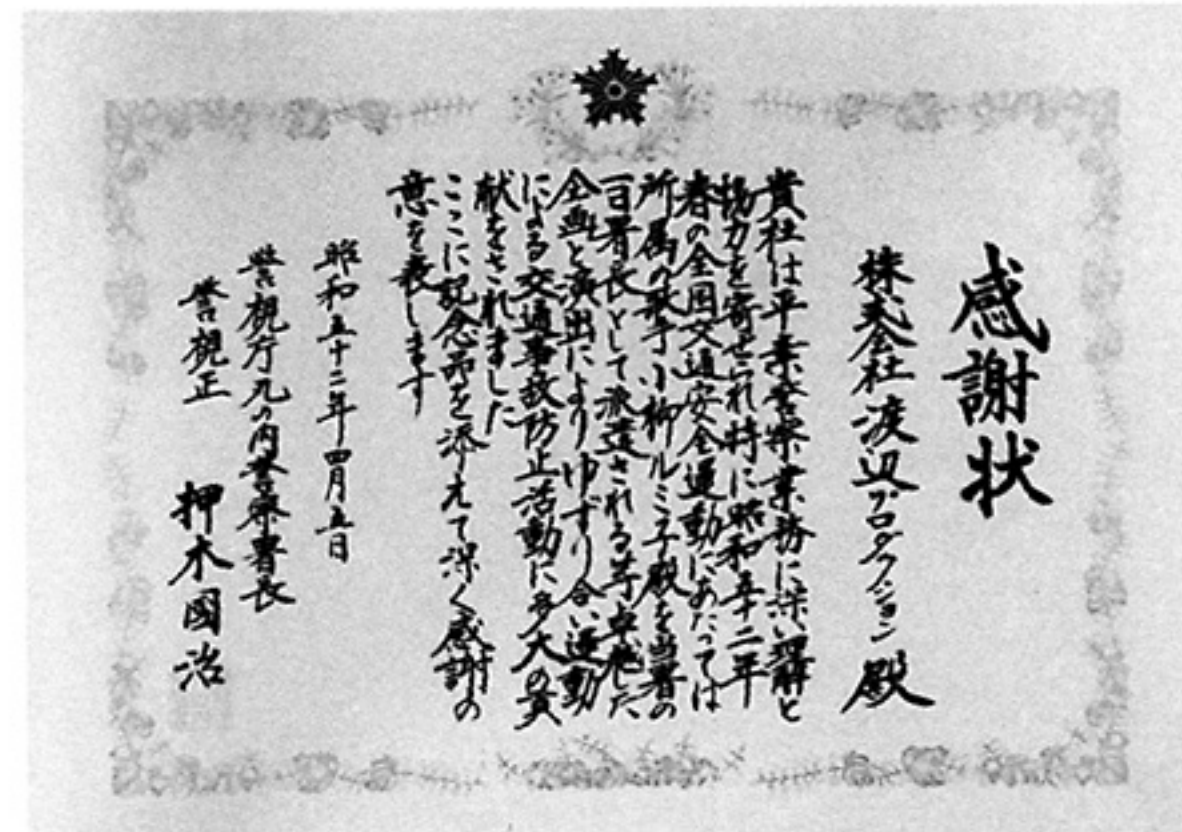 感謝状
株式会社渡辺プロダクション殿
貴社は平素警察業務に深い理解と
協力を寄せられ特に昭和五十二年
春の全国交通安全運動にあたっては
所属の歌手小柳ルミ子殿を当署の
一日署長として派遣される等卓越した
企画と演出によりゆずり合い運動
による交通事故防止活動に多大の貢
献をされました
ここに記念品を添えて深く感謝の
意を表します
昭和五十二年四月五日
警視庁丸の内警察署長
警視正 押木國治